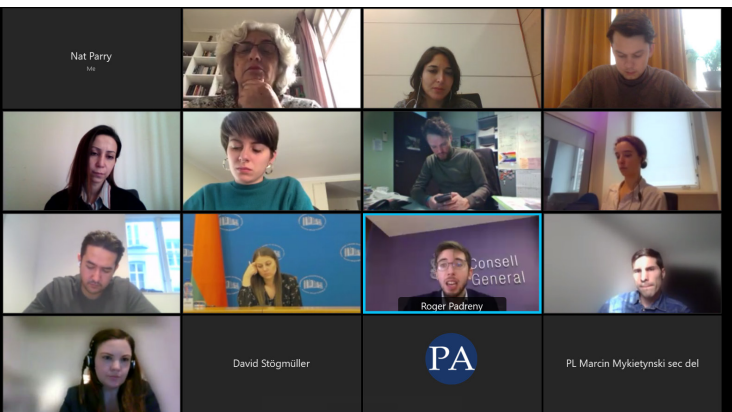 Nat Parry
Me
Consell
General
Roger Padreny
David Stögmüller
PA
PL Marcin Mykietynski sec del